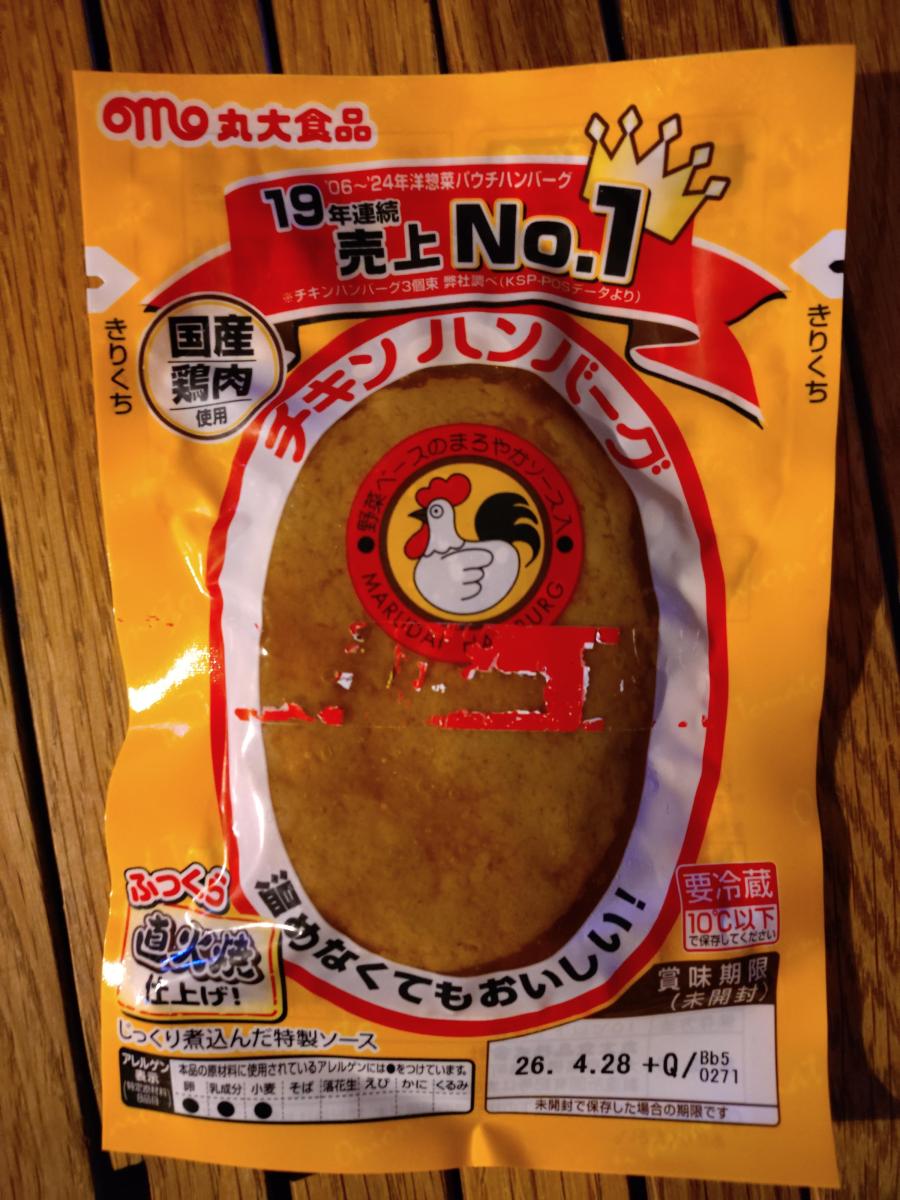 丸大食品
'06～'24年洋惣菜パウチハンバーグ
19年連続
売上No.1
※チキンハンバーグ3個束 弊社調べ(KSP-POSデータより)
きりくち
きりくち
国産
鶏肉
使用
チキンハンバーグ
野菜ベースのまろやかソース入
MARUDAI HA BURG
温めなくてもおいしい!
ふっくら
直火焼
仕上げ!
じっくり煮込んだ特製ソース
要冷蔵
10℃以下
で保存してください
賞味期限
(未開封)
26. 4.28 +Q/Bb5
0271
未開封で保存した場合の期限です
アレルゲン
表示
本品の原材料に使用されているアレルゲンには●をつけています。
卵 乳成分 小麦 そば 落花生 えび かに くるみ
● ● ●